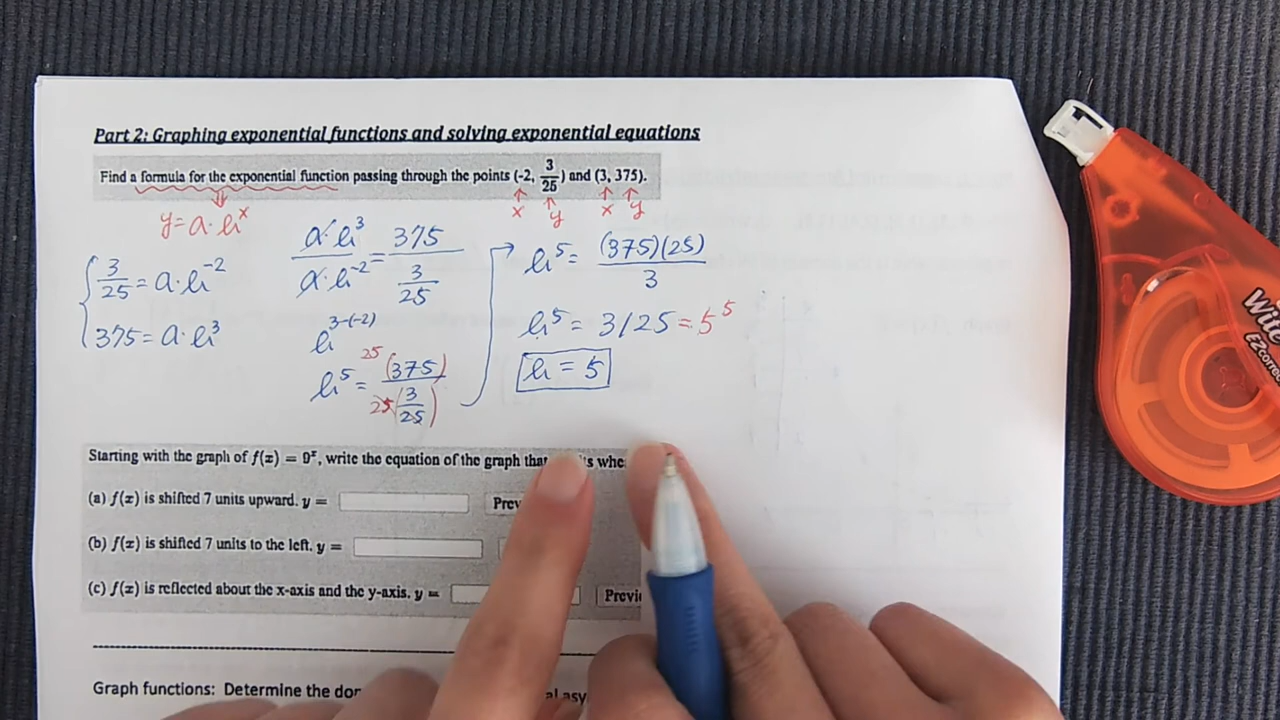 Part 2: Graphing exponential functions and solving exponential equations
Find a formula for the exponential function passing through the points (-2, 3/25) and (3, 375).
x y x y
y = a·b^x
3/25 = a·b^-2
375 = a·b^3
a·b^3 / a·b^-2 = 375 / (3/25)
b^3-(-2)
b^5 = 25(375) / 25(3/25)
b^5 = (375)(25) / 3
b^5 = 3125 = 5^5
b = 5
Starting with the graph of f(x) = 9^x, write the equation of the graph that
(a) f(x) is shifted 7 units upward. y =
(b) f(x) is shifted 7 units to the left. y =
(c) f(x) is reflected about the x-axis and the y-axis. y =
Graph functions: Determine the
Wite
EZcorrect